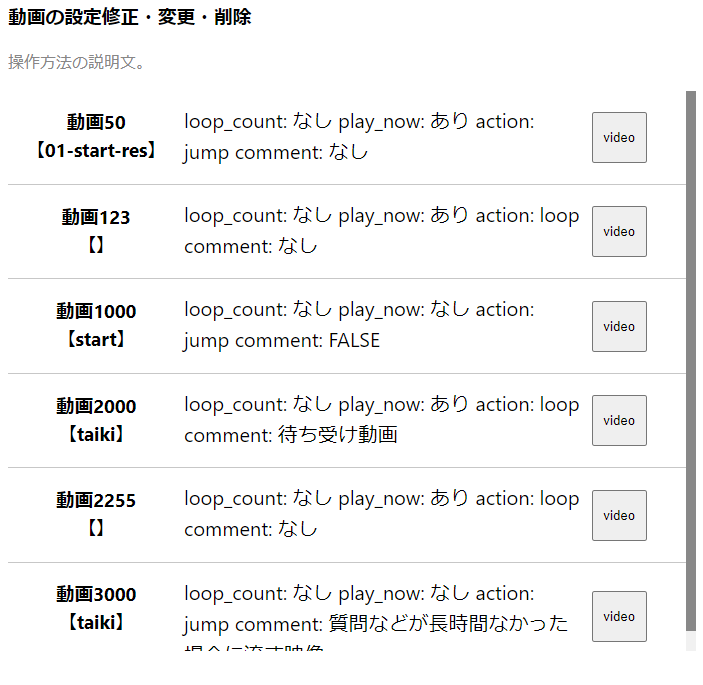 動画の設定修正・変更・削除
操作方法の説明文。
動画50
【01-start-res】
loop_count: なし play_now: あり action:
jump comment: なし
video
動画123
【】
loop_count: なし play_now: あり action: loop
comment: なし
video
動画1000
【start】
loop_count: なし play_now: なし action:
jump comment: FALSE
video
動画2000
【taiki】
loop_count: なし play_now: あり action: loop
comment: 待ち受け動画
video
動画2255
【】
loop_count: なし play_now: あり action: loop
comment: なし
video
動画3000
【taiki】
loop_count: なし play_now: なし action:
jump comment: 質問などが長時間なかった
場合に流す映像
video